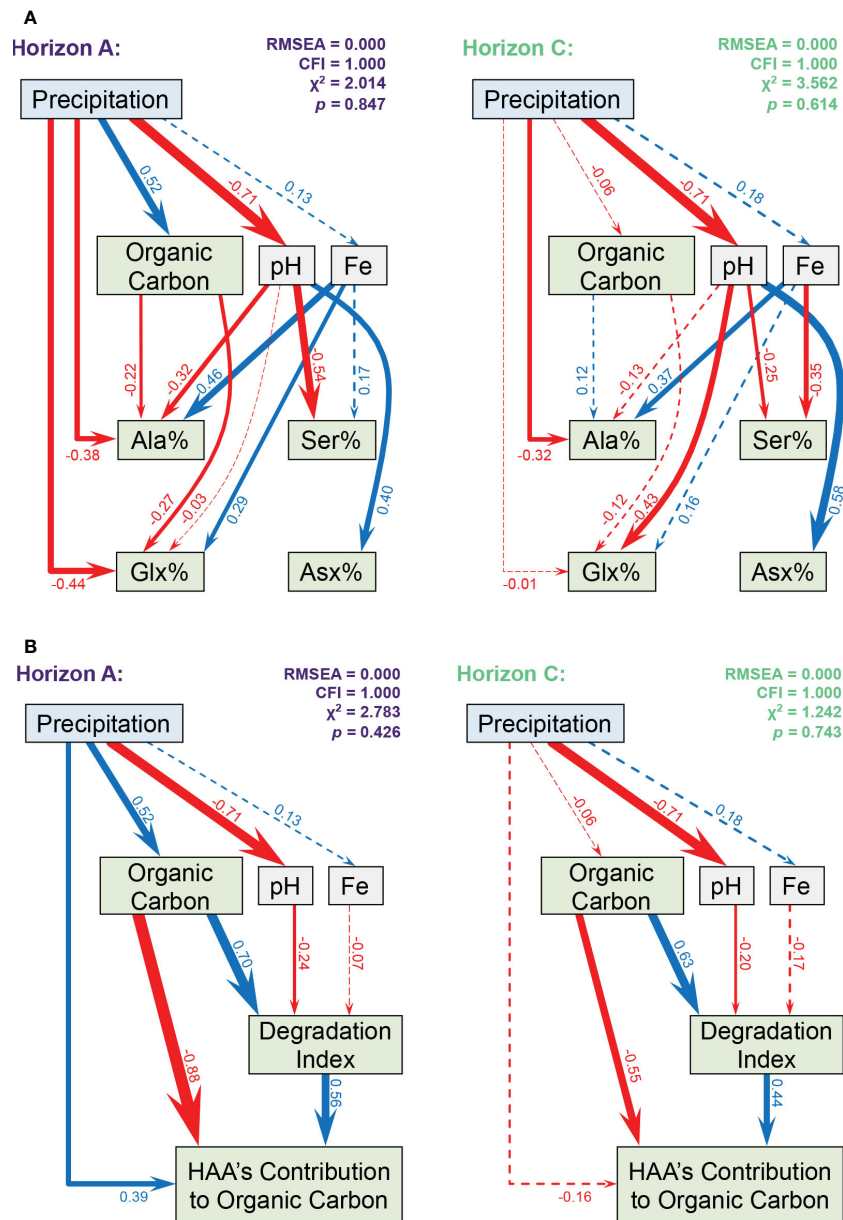 A
Horizon A:
RMSEA = 0.000
CFI = 1.000
χ² = 2.014
p = 0.847
Precipitation
0.52
-0.71
0.13
Organic
Carbon
pH
Fe
-0.22
-0.32
0.46
-0.54
0.17
Ala%
Ser%
-0.38
-0.27
-0.03
0.29
0.40
Glx%
Asx%
-0.44
Horizon C:
RMSEA = 0.000
CFI = 1.000
χ² = 3.562
p = 0.614
Precipitation
-0.06
-0.71
0.18
Organic
Carbon
pH
Fe
0.12
-0.13
0.37
-0.25
-0.35
Ala%
Ser%
-0.32
-0.12
-0.43
0.16
0.58
Glx%
Asx%
-0.01
B
Horizon A:
RMSEA = 0.000
CFI = 1.000
χ² = 2.783
p = 0.426
Precipitation
0.52
-0.71
0.13
Organic
Carbon
pH
Fe
0.70
-0.24
-0.07
Degradation
Index
-0.88
0.56
HAA's Contribution
to Organic Carbon
0.39
Horizon C:
RMSEA = 0.000
CFI = 1.000
χ² = 1.242
p = 0.743
Precipitation
-0.06
-0.71
0.18
Organic
Carbon
pH
Fe
0.63
-0.20
-0.17
Degradation
Index
-0.55
0.44
HAA's Contribution
to Organic Carbon
-0.16